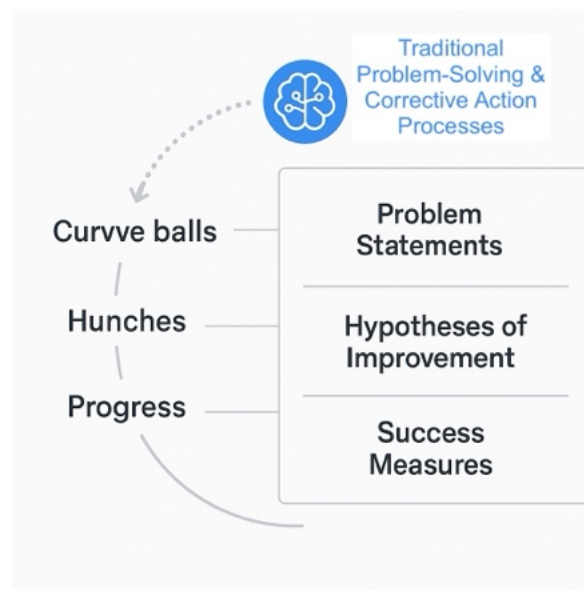 Traditional
Problem-Solving &
Corrective Action
Processes
Curvve balls
Problem
Statements
Hunches
Hypotheses of
Improvement
Progress
Success
Measures